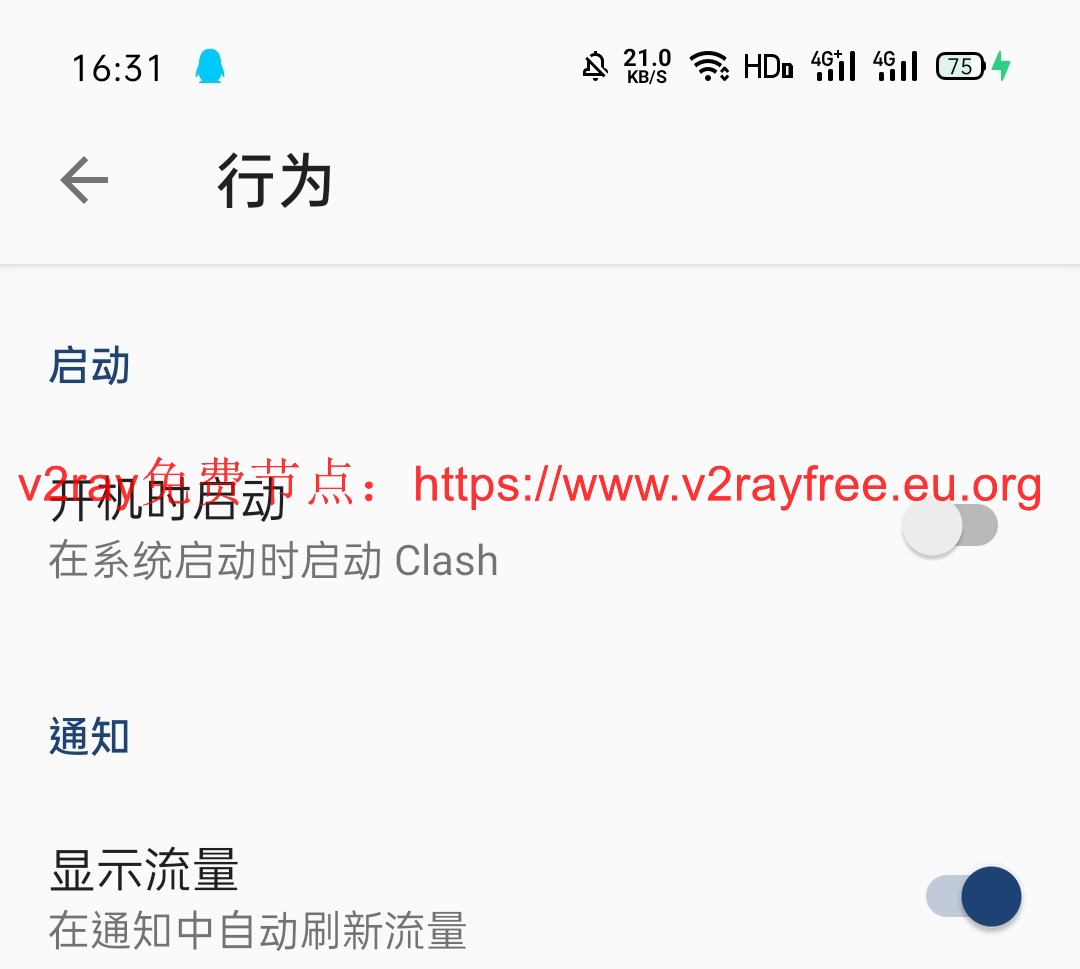 16:31 21.0 KB/S HD 4G+ 4G 75
行为
启动
v2ray免费节点：https://www.v2rayfree.eu.org
开机时启动
在系统启动时启动 Clash
通知
显示流量
在通知中自动刷新流量